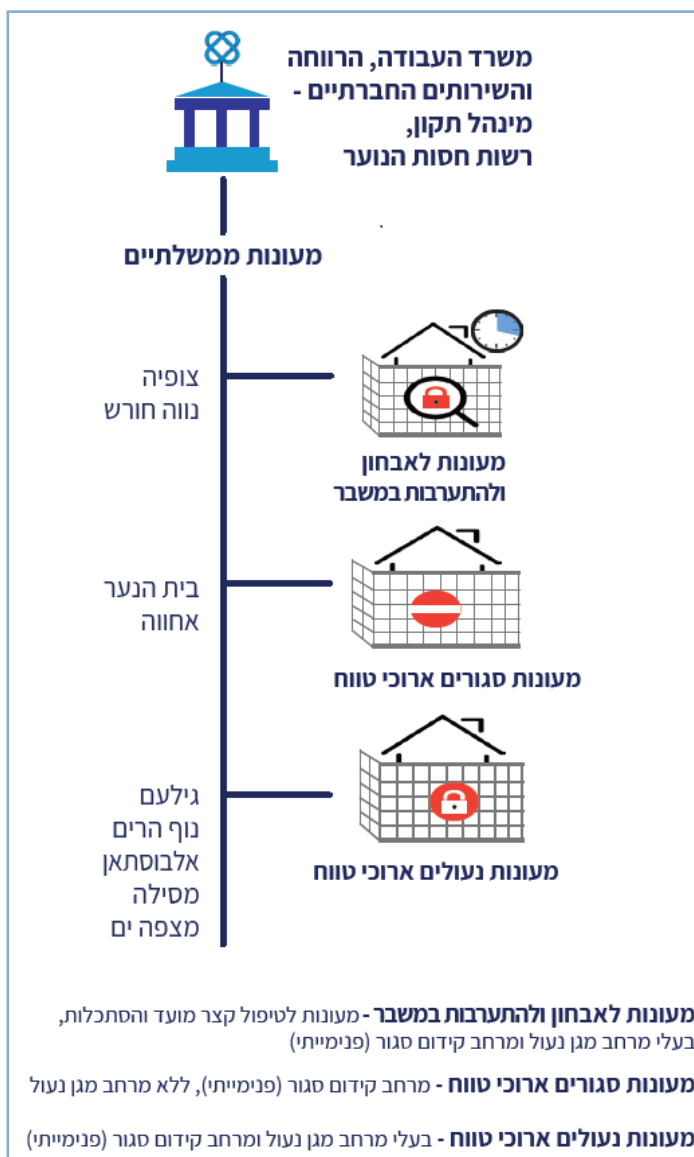 משרד העבודה, הרווחה
והשירותים החברתיים -
מינהל תקון,
רשות חסות הנוער
מעונות ממשלתיים
צופיה
נווה חורש
מעונות לאבחון
ולהתערבות במשבר
בית הנער
אחווה
מעונות סגורים ארוכי טווח
גילעם
נוף הרים
אלבוסתאן
מסילה
מצפה ים
מעונות נעולים ארוכי טווח
מעונות לאבחון ולהתערבות במשבר - מעונות לטיפול קצר מועד והסתכלות,
בעלי מרחב מגן נעול ומרחב קידום סגור (פנימייתי)
מעונות סגורים ארוכי טווח - מרחב קידום סגור (פנימייתי), ללא מרחב מגן נעול
מעונות נעולים ארוכי טווח - בעלי מרחב מגן נעול ומרחב קידום סגור (פנימייתי)